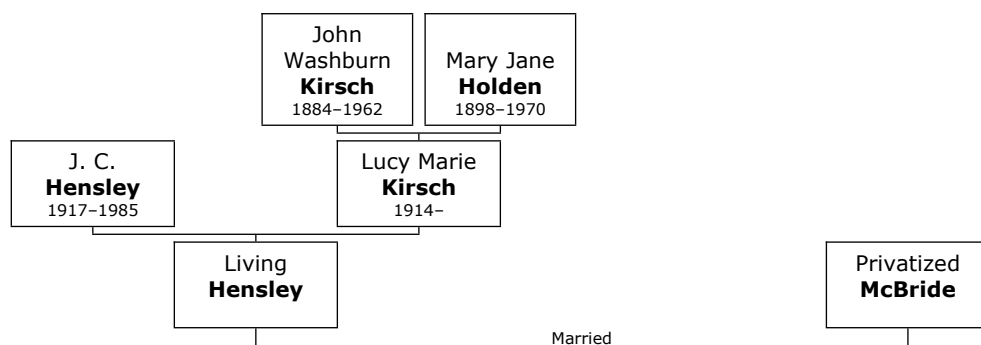 John
Washburn
Kirsch
1884–1962
Mary Jane
Holden
1898–1970
J. C.
Hensley
1917–1985
Lucy Marie
Kirsch
1914–
Living
Hensley
Privatized
McBride
Married